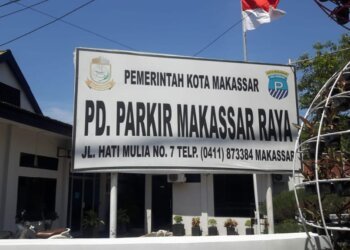 PEMERINTAH KOTA MAKASSAR
PD. PARKIR MAKASSAR RAYA
JL. HATI MULIA NO. 7 TELP. (0411) 873384 MAKASSAR